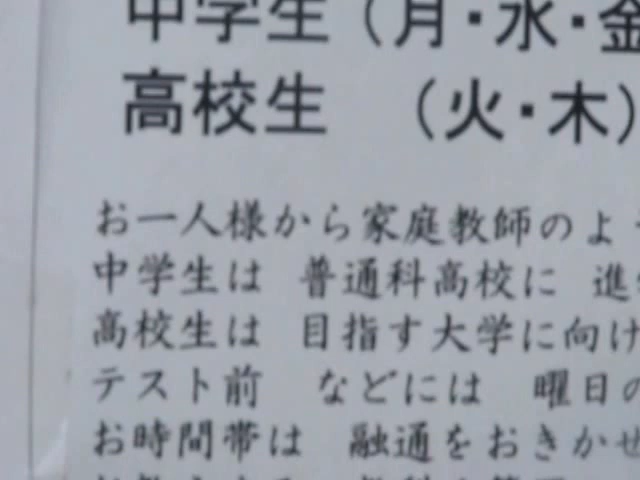 中学生（月・水・金
高校生　（火・木）
お一人様から家庭教師のよ
中学生は　普通科高校に　進
高校生は　目指す大学に向け
テスト前　などには　曜日の
お時間帯は　融通をおきかせ